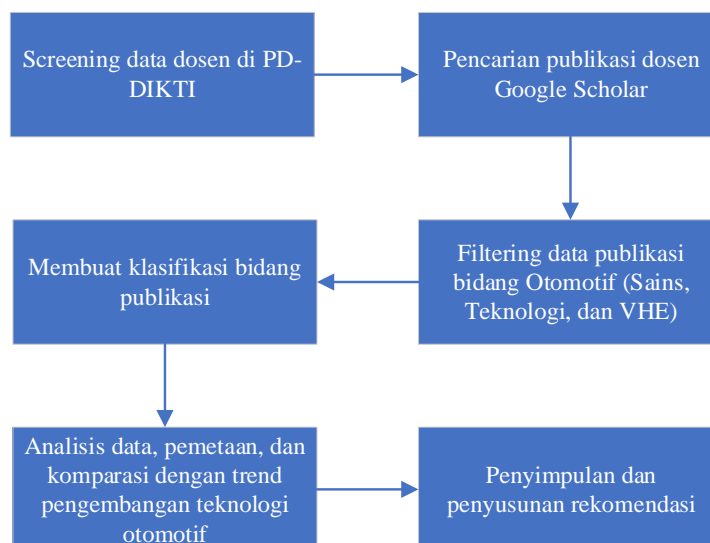 Screening data dosen di PD-
DIKTI
Pencarian publikasi dosen
Google Scholar
Filtering data publikasi
bidang Otomotif (Sains,
Teknologi, dan VHE)
Membuat klasifikasi bidang
publikasi
Analisis data, pemetaan, dan
komparasi dengan trend
pengembangan teknologi
otomotif
Penyimpulan dan
penyusunan rekomendasi